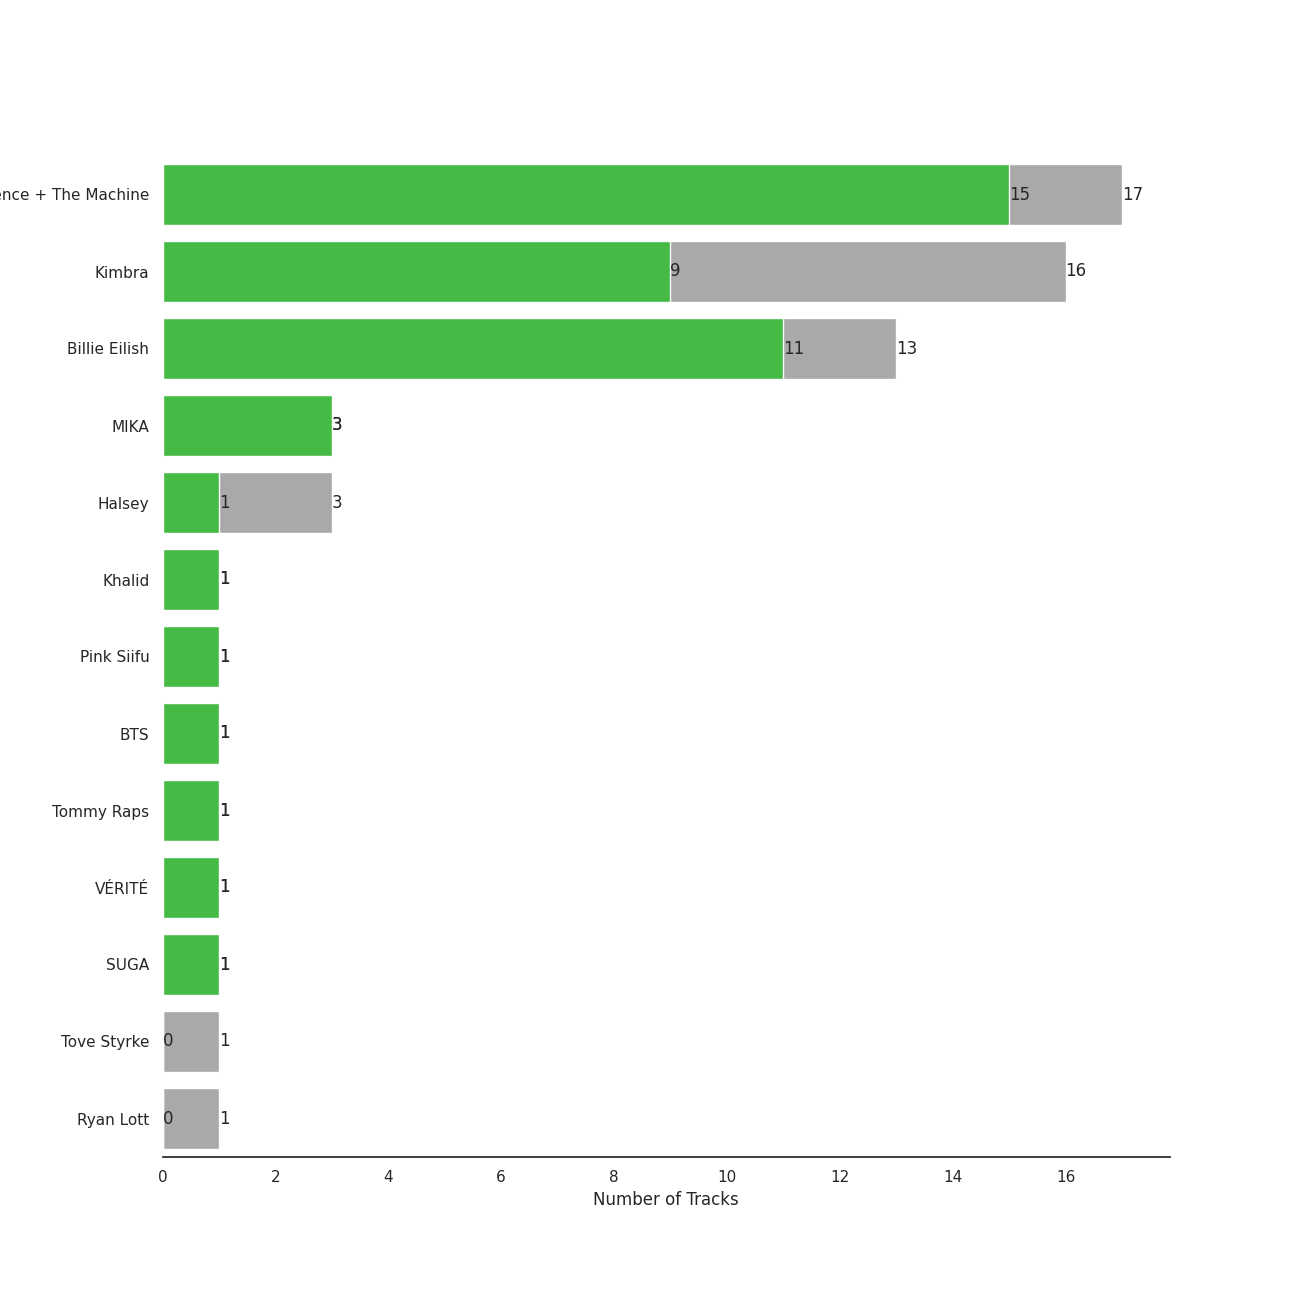 ence + The Machine 15 17
Kimbra 9 16
Billie Eilish 11 13
MIKA 3
Halsey 1 3
Khalid 1
Pink Siifu 1
BTS 1
Tommy Raps 1
VÉRITÉ 1
SUGA 1
Tove Styrke 0 1
Ryan Lott 0 1
0 2 4 6 8 10 12 14 16
Number of Tracks